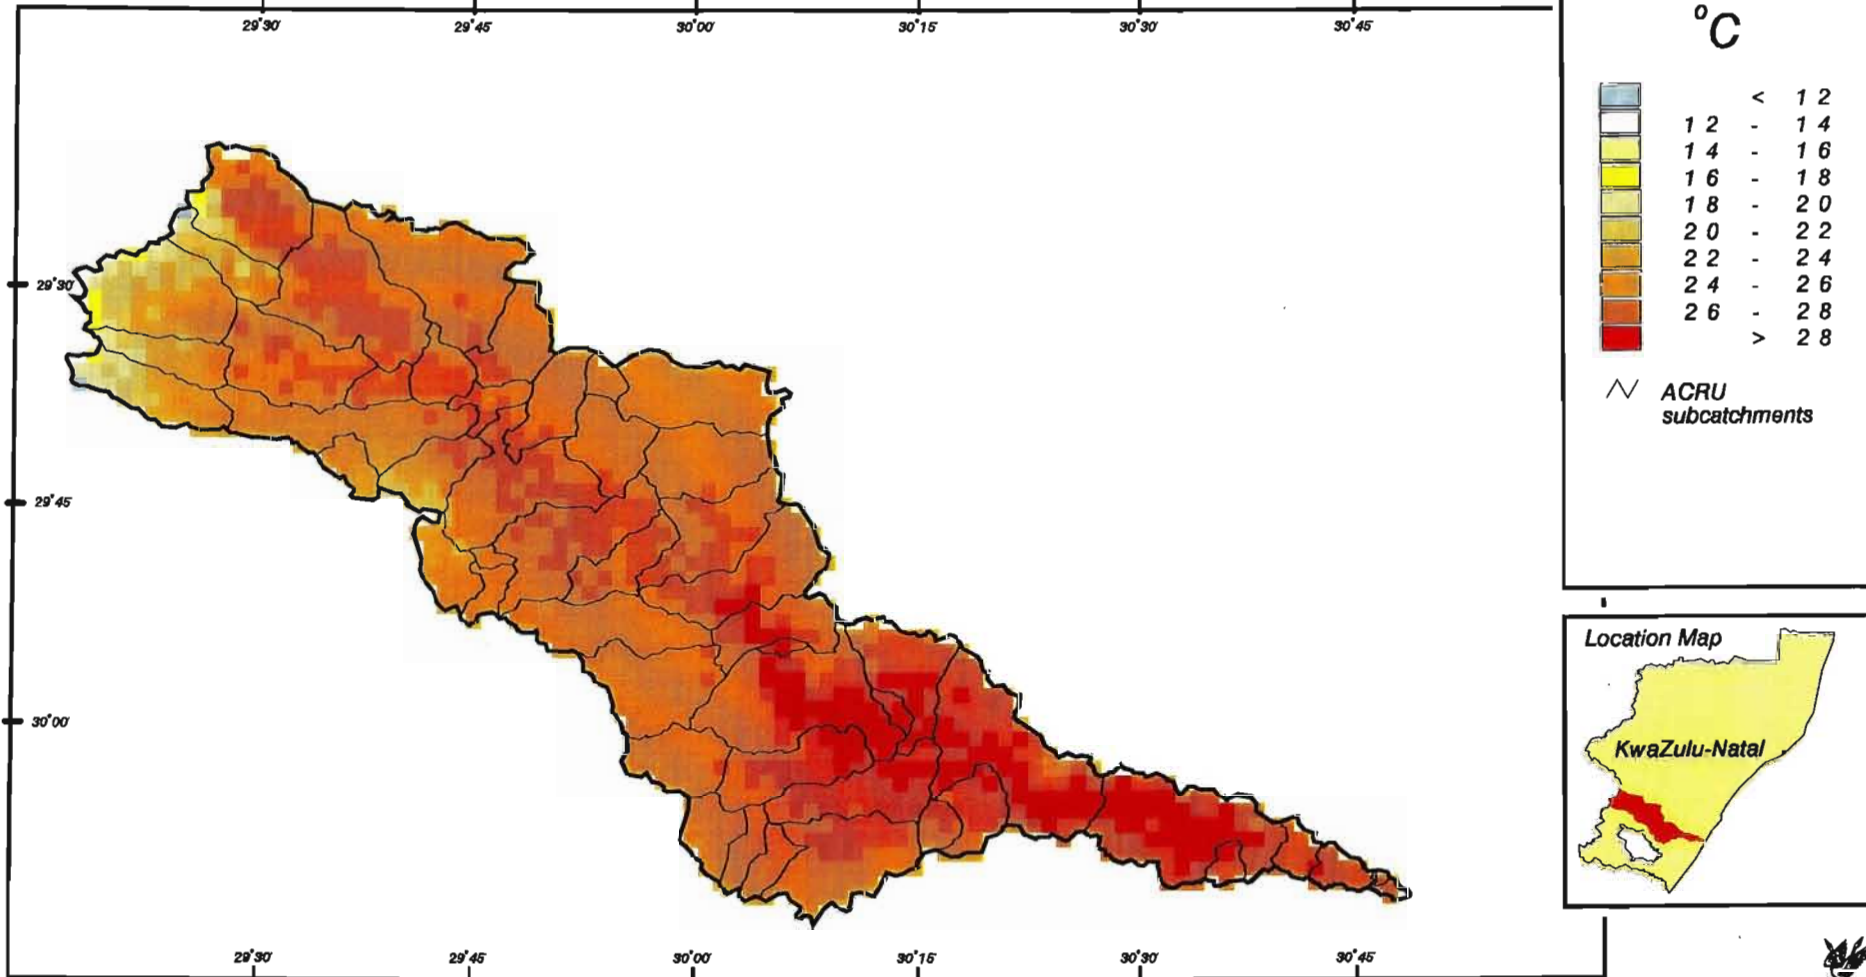 29°30'
29°45'
30°00'
30°15'
30°30'
30°45'
°C
< 12
12 - 14
14 - 16
16 - 18
18 - 20
20 - 22
22 - 24
24 - 26
26 - 28
> 28
ACRU
subcatchments
29°30'
29°45'
30°00'
Location Map
KwaZulu-Natal
29°30'
29°45'
30°00'
30°15'
30°30'
30°45'